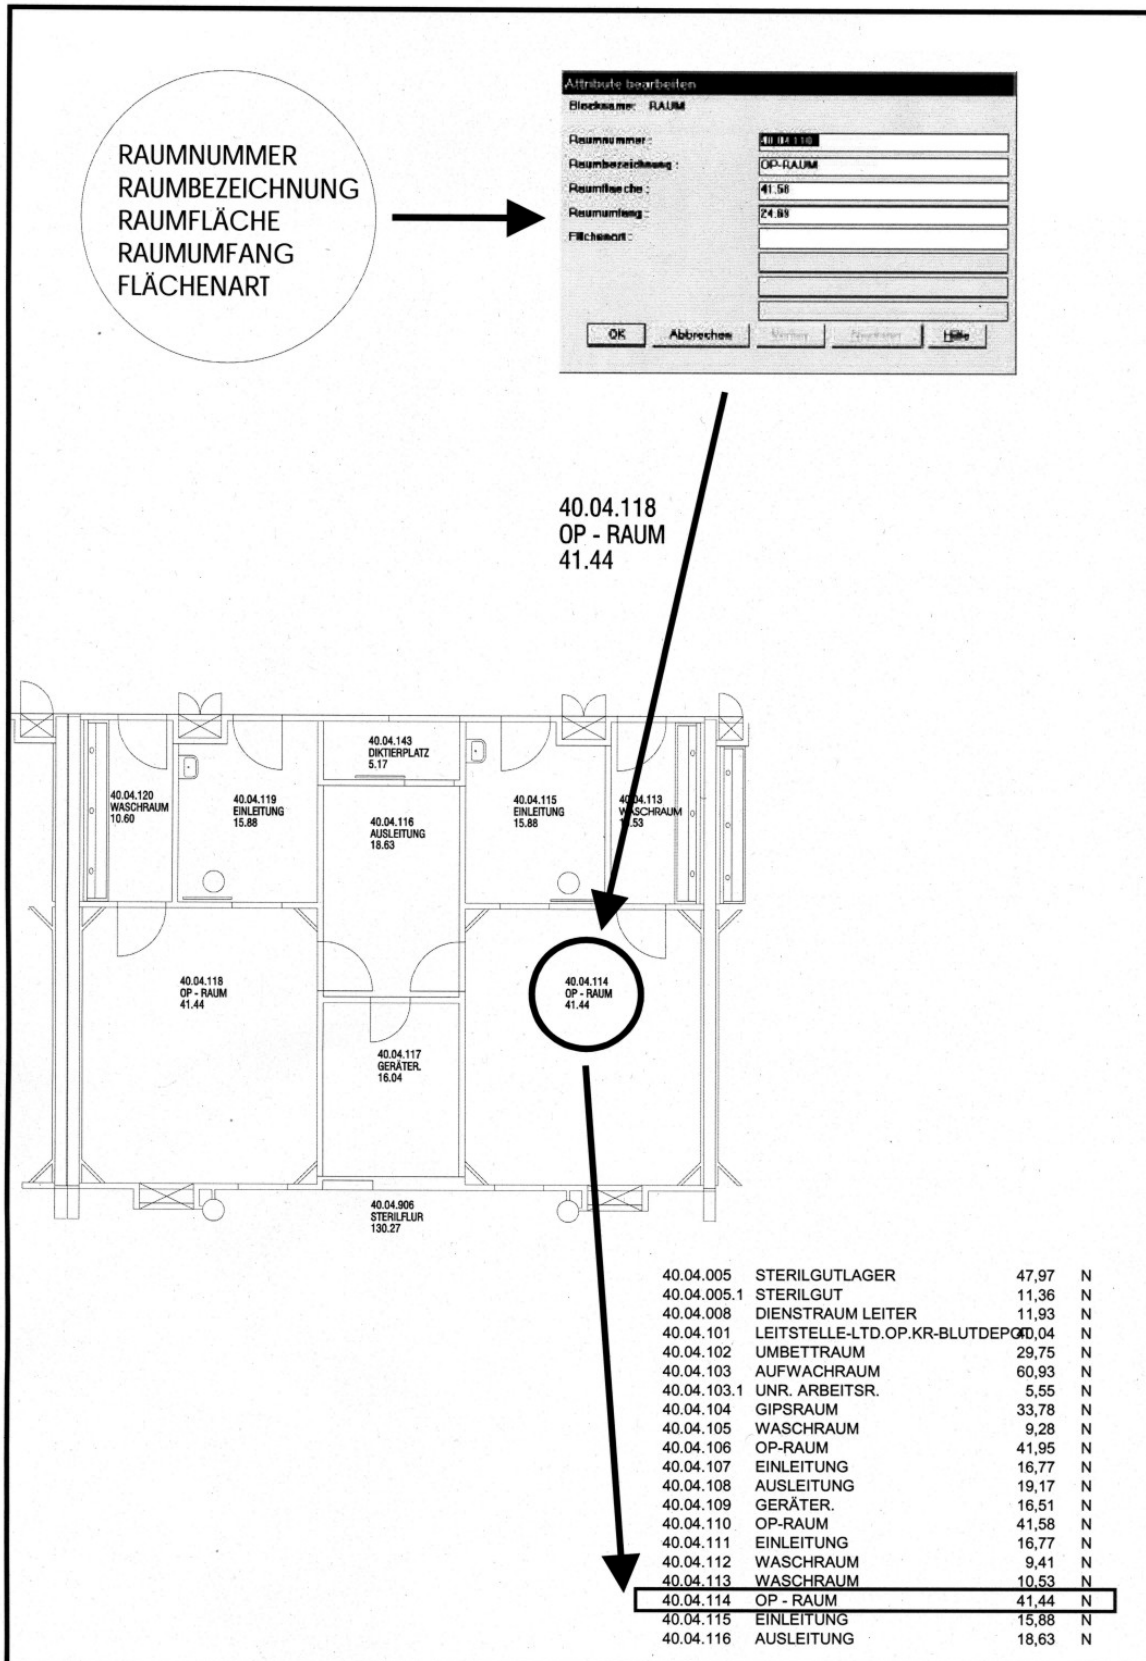 RAUMNUMMER
RAUMBEZEICHNUNG
RAUMFLÄCHE
RAUMUMFANG
FLÄCHENART
Attribute bearbeiten
Blockname: RAUM
Raumnummer : 40.04.110
Raumbezeichnung : OP-RAUM
Raumflaeche : 41.58
Raumumfang : 24.69
Flächenart :
OK Abbrechen Hilfe
40.04.118
OP - RAUM
41.44
40.04.143
DIKTIERPLATZ
5.17
40.04.120
WASCHRAUM
10.60
40.04.119
EINLEITUNG
15.88
40.04.116
AUSLEITUNG
18.63
40.04.115
EINLEITUNG
15.88
WASCHRAUM
40.04.118
OP - RAUM
41.44
40.04.114
OP - RAUM
41.44
40.04.117
GERÄTER.
16.04
40.04.906
STERILFLUR
130.27
40.04.005 STERILGUTLAGER 47,97 N
40.04.005.1 STERILGUT 11,36 N
40.04.008 DIENSTRAUM LEITER 11,93 N
40.04.101 LEITSTELLE-LTD.OP.KR-BLUTDEPOT 40,04 N
40.04.102 UMBETTRAUM 29,75 N
40.04.103 AUFWACHRAUM 60,93 N
40.04.103.1 UNR. ARBEITSR. 5,55 N
40.04.104 GIPSRAUM 33,78 N
40.04.105 WASCHRAUM 9,28 N
40.04.106 OP-RAUM 41,95 N
40.04.107 EINLEITUNG 16,77 N
40.04.108 AUSLEITUNG 19,17 N
40.04.109 GERÄTER. 16,51 N
40.04.110 OP-RAUM 41,58 N
40.04.111 EINLEITUNG 16,77 N
40.04.112 WASCHRAUM 9,41 N
40.04.113 WASCHRAUM 10,53 N
40.04.114 OP - RAUM 41,44 N
40.04.115 EINLEITUNG 15,88 N
40.04.116 AUSLEITUNG 18,63 N